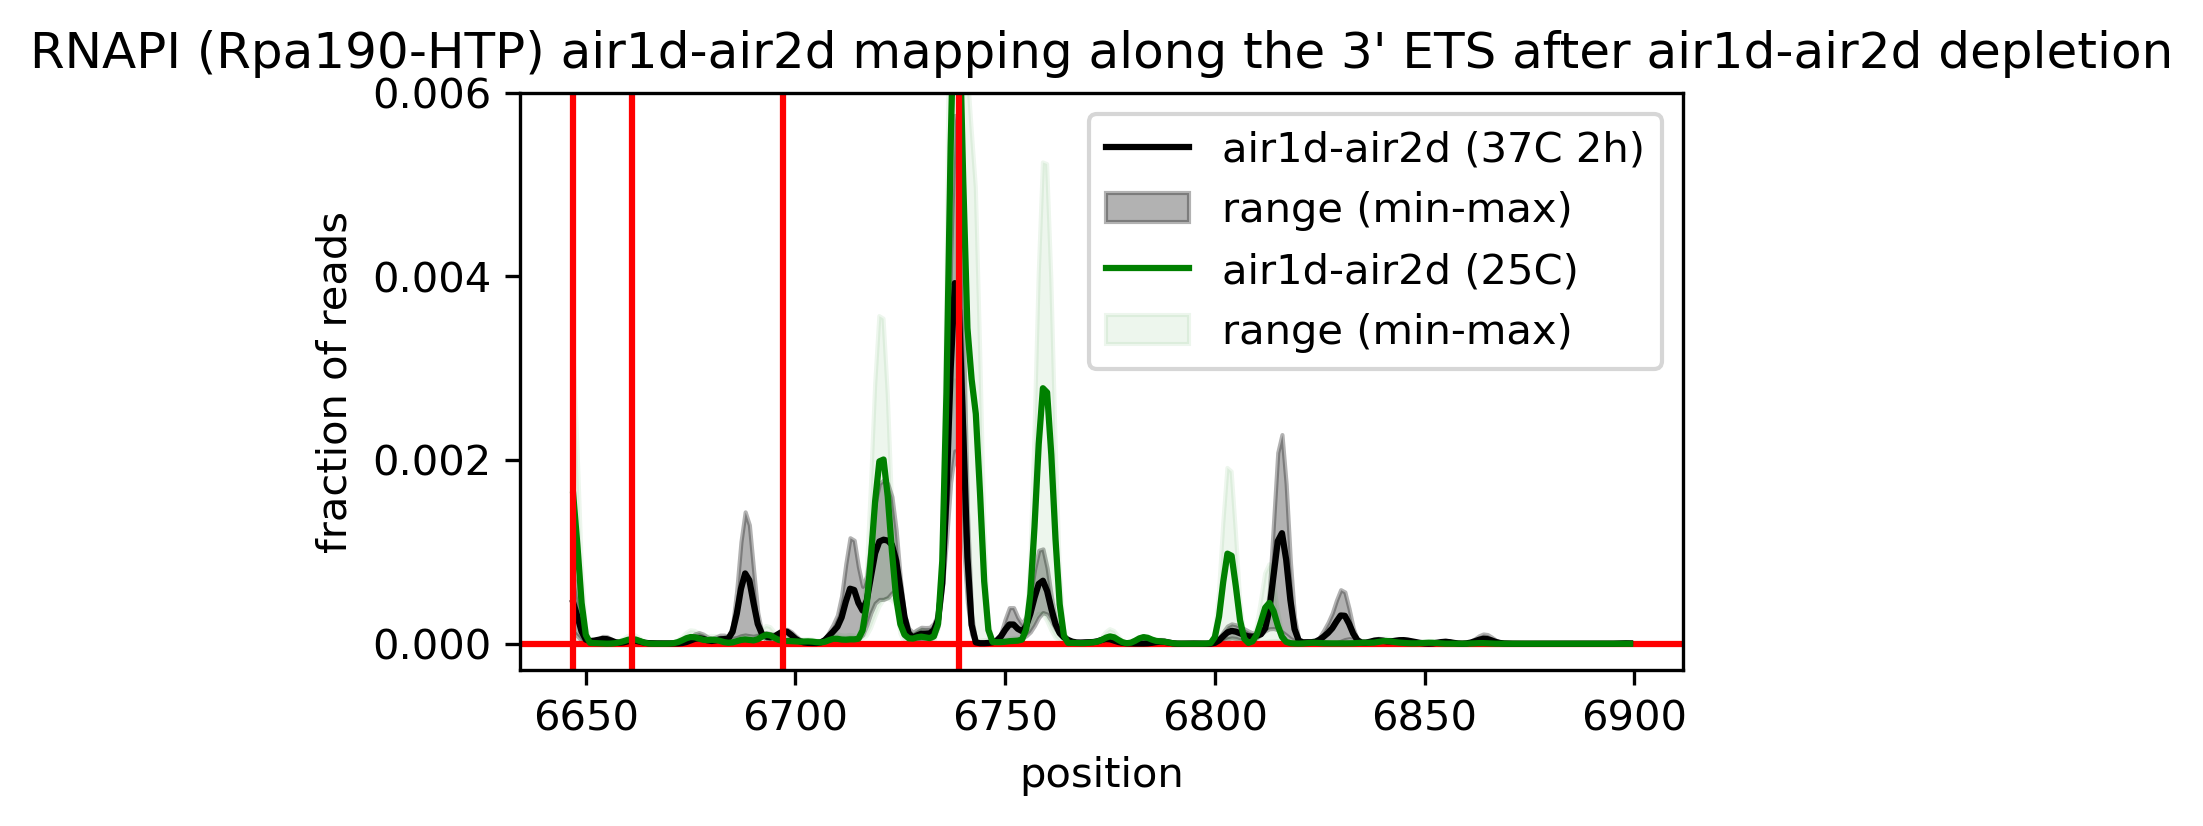 RNAPI (Rpa190-HTP) air1d-air2d mapping along the 3' ETS after air1d-air2d depletion
0.006
0.004
0.002
0.000
fraction of reads
air1d-air2d (37C 2h)
range (min-max)
air1d-air2d (25C)
range (min-max)
6650 6700 6750 6800 6850 6900
position